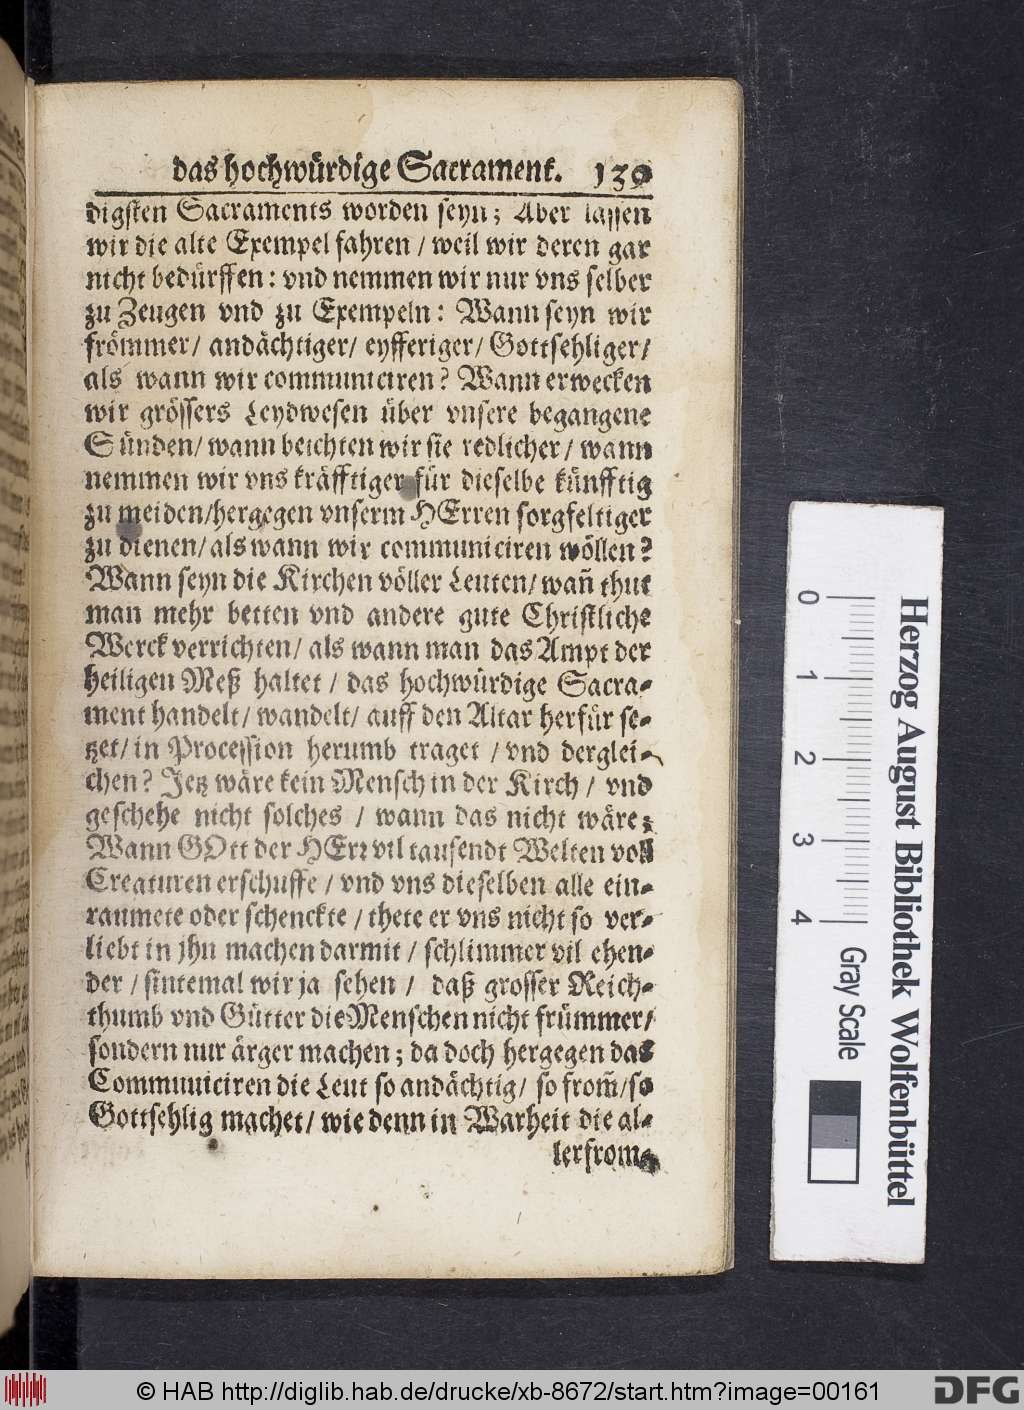 das hochwürdige Sacrament. 139
digsten Sacraments worden seyn; Aber lassen
wir die alte Exempel fahren / weil wir deren gar
nicht bedürffen: vnd nemmen wir nur vns selber
zu Zeugen vnd zu Exempeln: Wann seyn wir
frömmer/ andächtiger/ eyfferiger/ Gottsehliger/
als wann wir communiciren? Wann erwecken
wir grössers Leydwesen über vnsere begangene
Sünden/ wann beichten wir sie redlicher / wann
nemmen wir vns kräfftiger für dieselbe künfftig
zu meiden/hergegen vnserm HErren sorgfeltiger
zu dienen/ als wann wir communiciren wöllen?
Wann seyn die Kirchen völler Leuten/ wañ thut
man mehr betten vnd andere gute Christliche
Werck verrichten/ als wann man das Ampt der
heiligen Meß haltet / das hochwürdige Sacra-
ment handelt/ wandelt/ auff den Altar herfür se-
tzet/ in Procession herumb traget / vnd derglei-
chen? Jetz wäre kein Mensch in der Kirch / vnd
geschehe nicht solches / wann das nicht wäre;
Wann GOtt der HErr vil tausendt Welten voll
Creaturen erschuffe / vnd vns dieselben alle ein-
raumete oder schenckte / thete er vns nicht so ver-
liebt in jhn machen darmit / schlimmer vil ehen-
der / sintemal wir ja sehen / daß grosser Reich-
thumb vnd Gütter die Menschen nicht frümmer/
sondern nur ärger machen; da doch hergegen das
Communiciren die Leut so andächtig/ so from̃/so
Gottsehlig machet/ wie denn in Warheit die al-
lerfrom-
0 1 2 3 4
Gray Scale
Herzog August Bibliothek Wolfenbüttel
© HAB http://diglib.hab.de/drucke/xb-8672/start.htm?image=00161
DFG